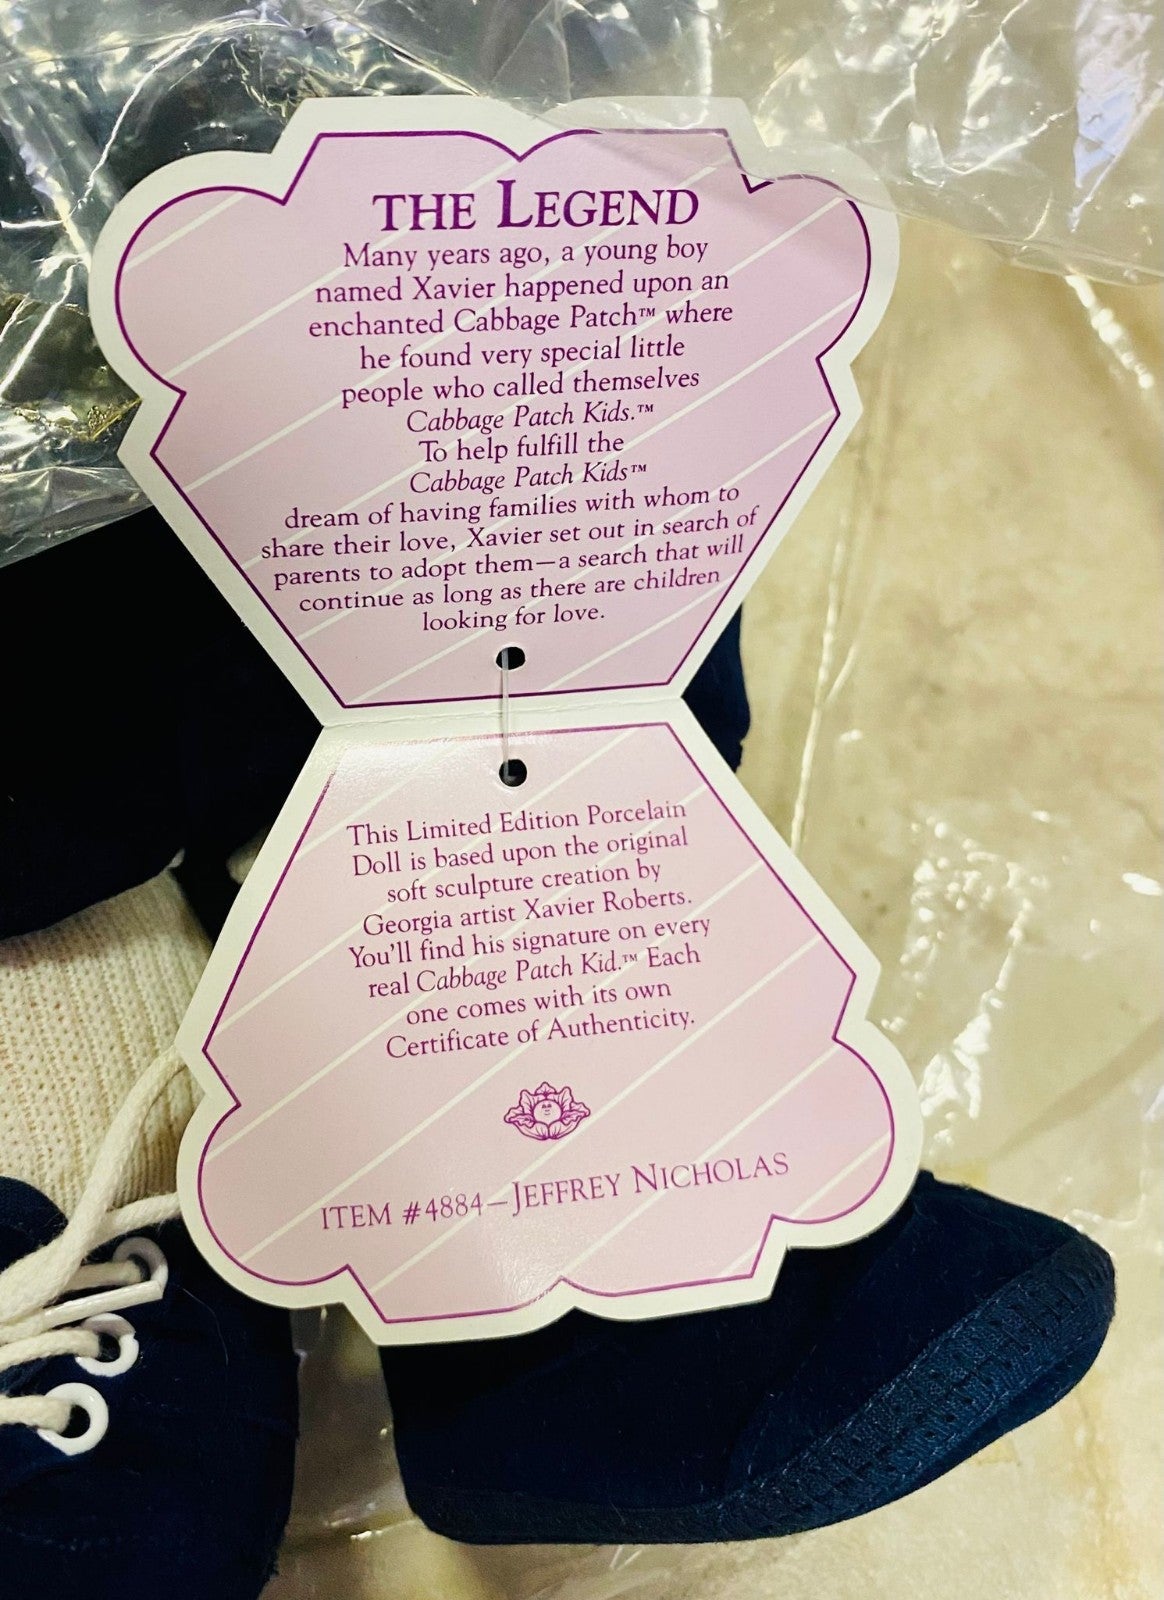 THE LEGEND
Many years ago, a young boy
named Xavier happened upon an
enchanted Cabbage Patch™ where
he found very special little
people who called themselves
Cabbage Patch Kids.™
To help fulfill the
Cabbage Patch Kids™
dream of having families with whom to
share their love, Xavier set out in search of
parents to adopt them—a search that will
continue as long as there are children
looking for love.
This Limited Edition Porcelain
Doll is based upon the original
soft sculpture creation by
Georgia artist Xavier Roberts.
You'll find his signature on every
real Cabbage Patch Kid.™ Each
one comes with its own
Certificate of Authenticity.
ITEM #4884—JEFFREY NICHOLAS